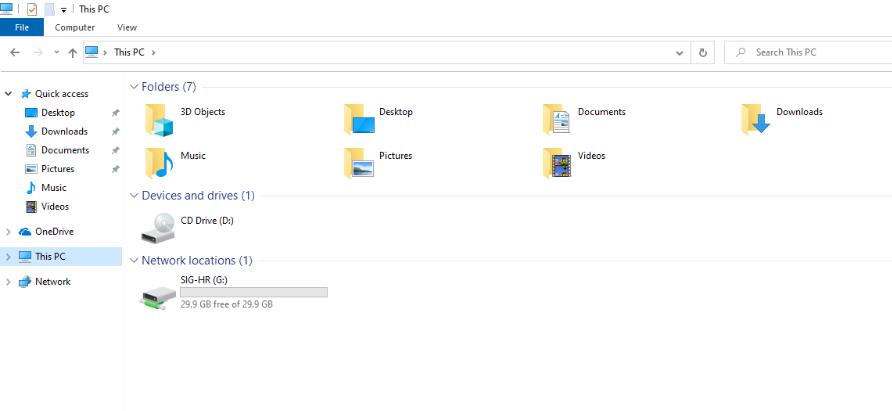 This PC
File Computer View
This PC
Search This PC
Quick access
Desktop
Downloads
Documents
Pictures
Music
Videos
OneDrive
This PC
Network
Folders (7)
3D Objects Desktop Documents Downloads
Music Pictures Videos
Devices and drives (1)
CD Drive (D:)
Network locations (1)
SIG-HR (G:)
29.9 GB free of 29.9 GB